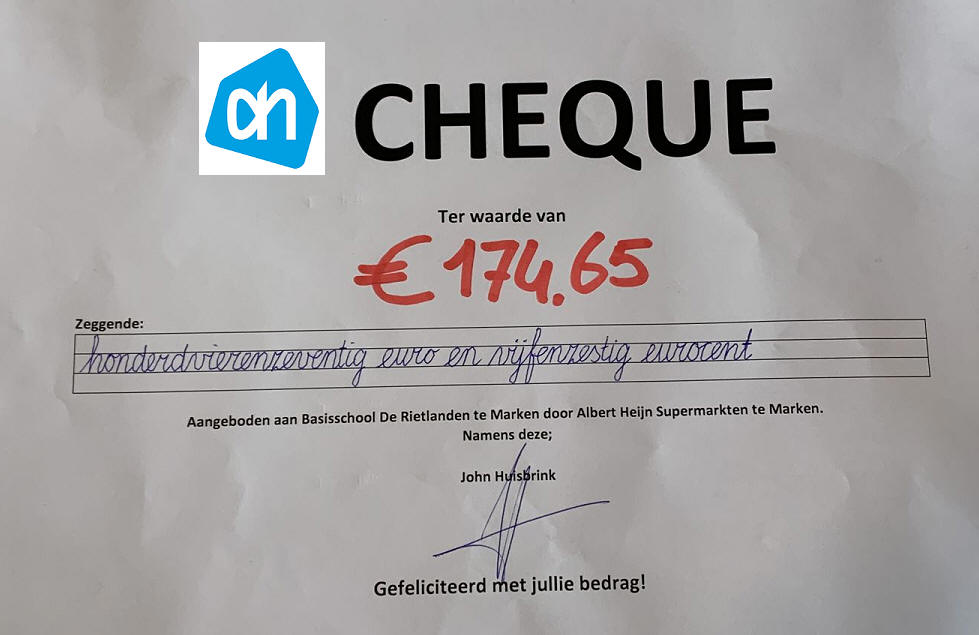 ah
CHEQUE
Ter waarde van
€ 174.65
Zeggende:
honderdvierenzeventig euro en vijfenzestig eurocent
Aangeboden aan Basisschool De Rietlanden te Marken door Albert Heijn Supermarkten te Marken.
Namens deze;
John Huisbrink
Gefeliciteerd met jullie bedrag!